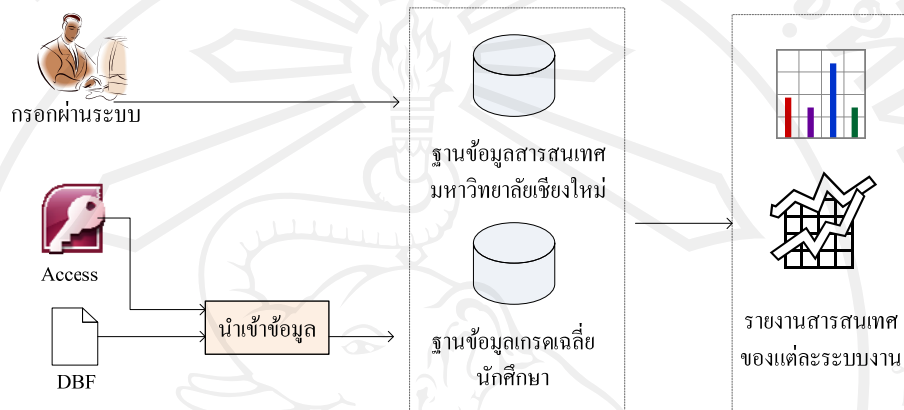 กรอกผ่านระบบ
Access
DBF
นำเข้าข้อมูล
ฐานข้อมูลสารสนเทศ
มหาวิทยาลัยเชียงใหม่
ฐานข้อมูลเกรดเฉลี่ย
นักศึกษา
รายงานสารสนเทศ
ของแต่ละระบบงาน